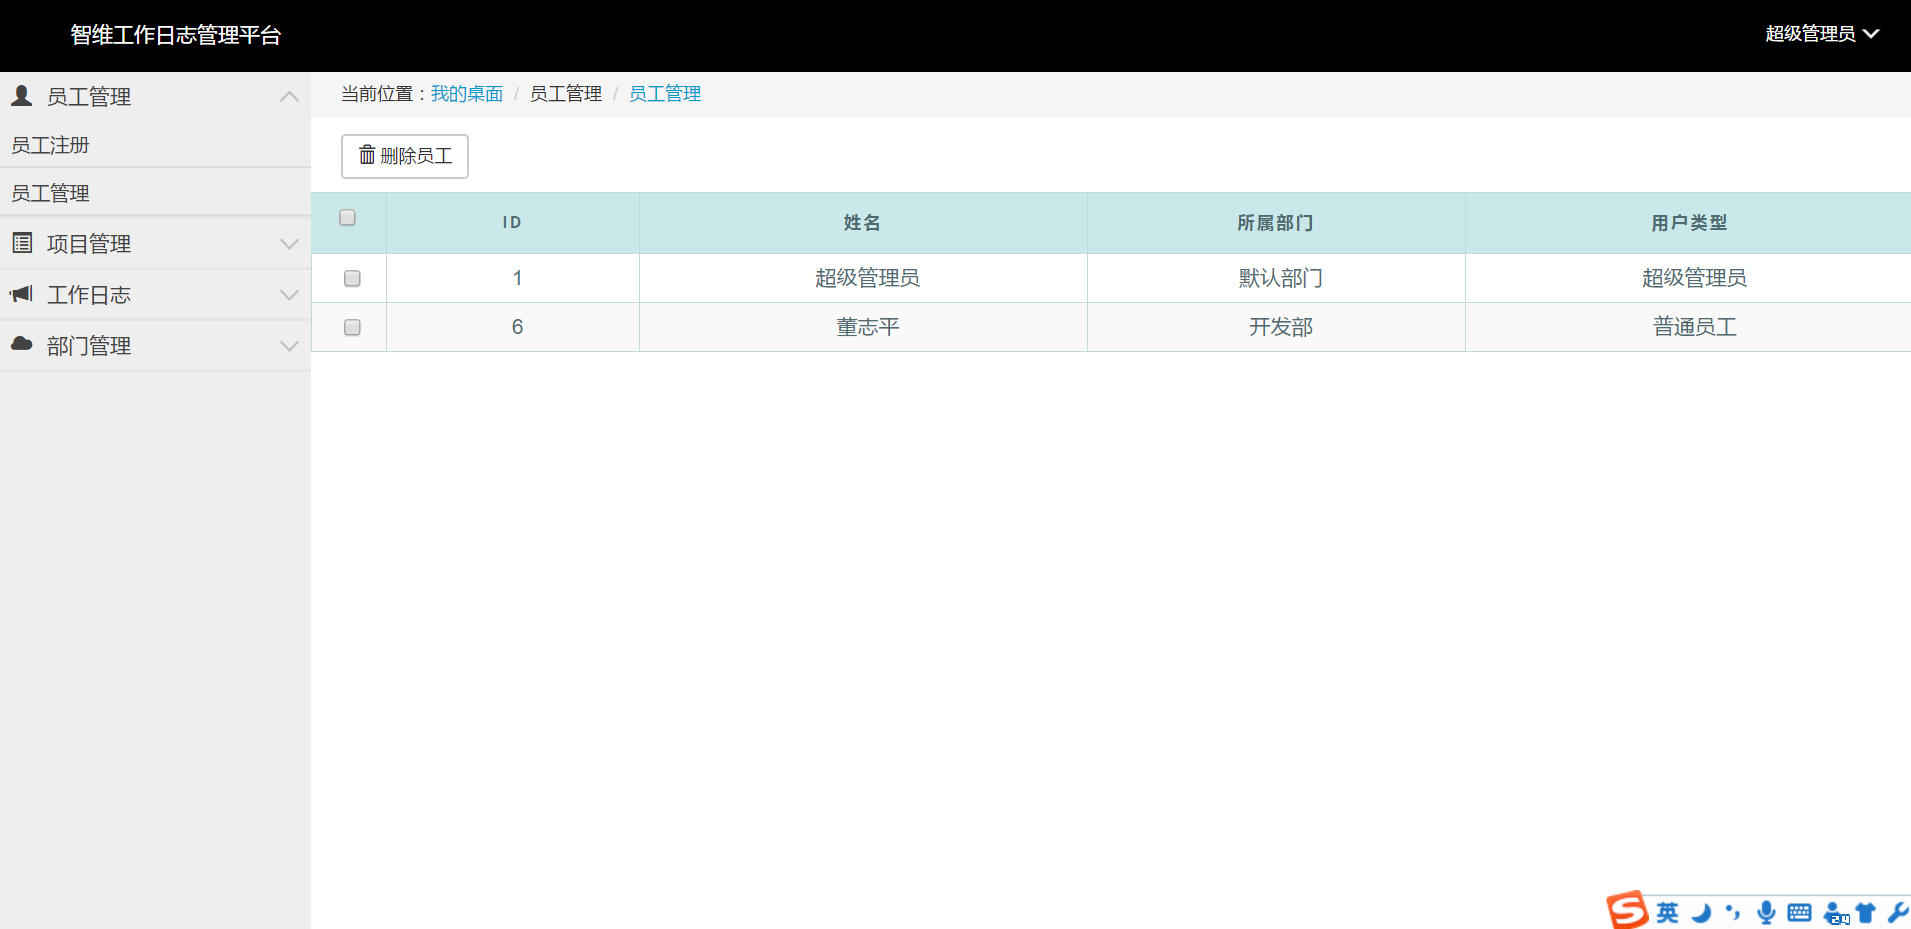 智维工作日志管理平台
超级管理员
员工管理
员工注册
员工管理
项目管理
工作日志
部门管理
当前位置：我的桌面 / 员工管理 / 员工管理
删除员工
ID 姓名 所属部门 用户类型
1 超级管理员 默认部门 超级管理员
6 董志平 开发部 普通员工
S 英 24